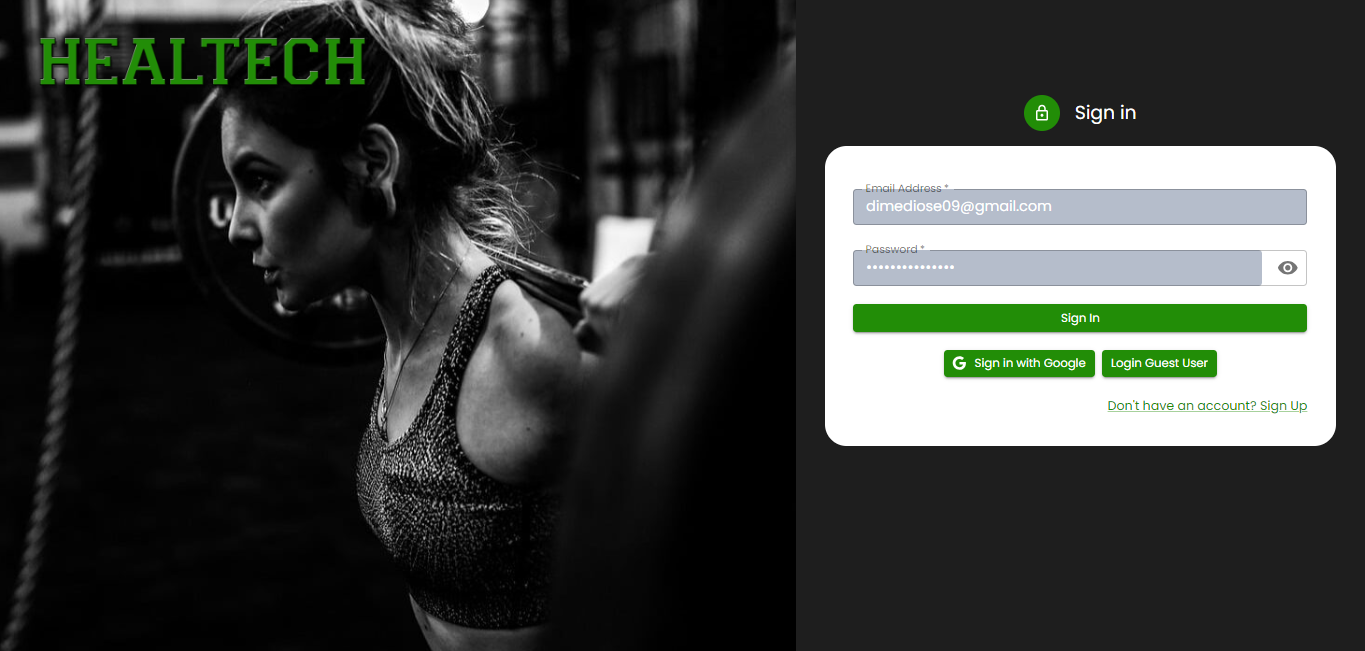 HEALTECH
Sign in
Email Address *
dimediose09@gmail.com
Password *
•••••••••••••••
Sign In
Sign in with Google
Login Guest User
Don't have an account? Sign Up